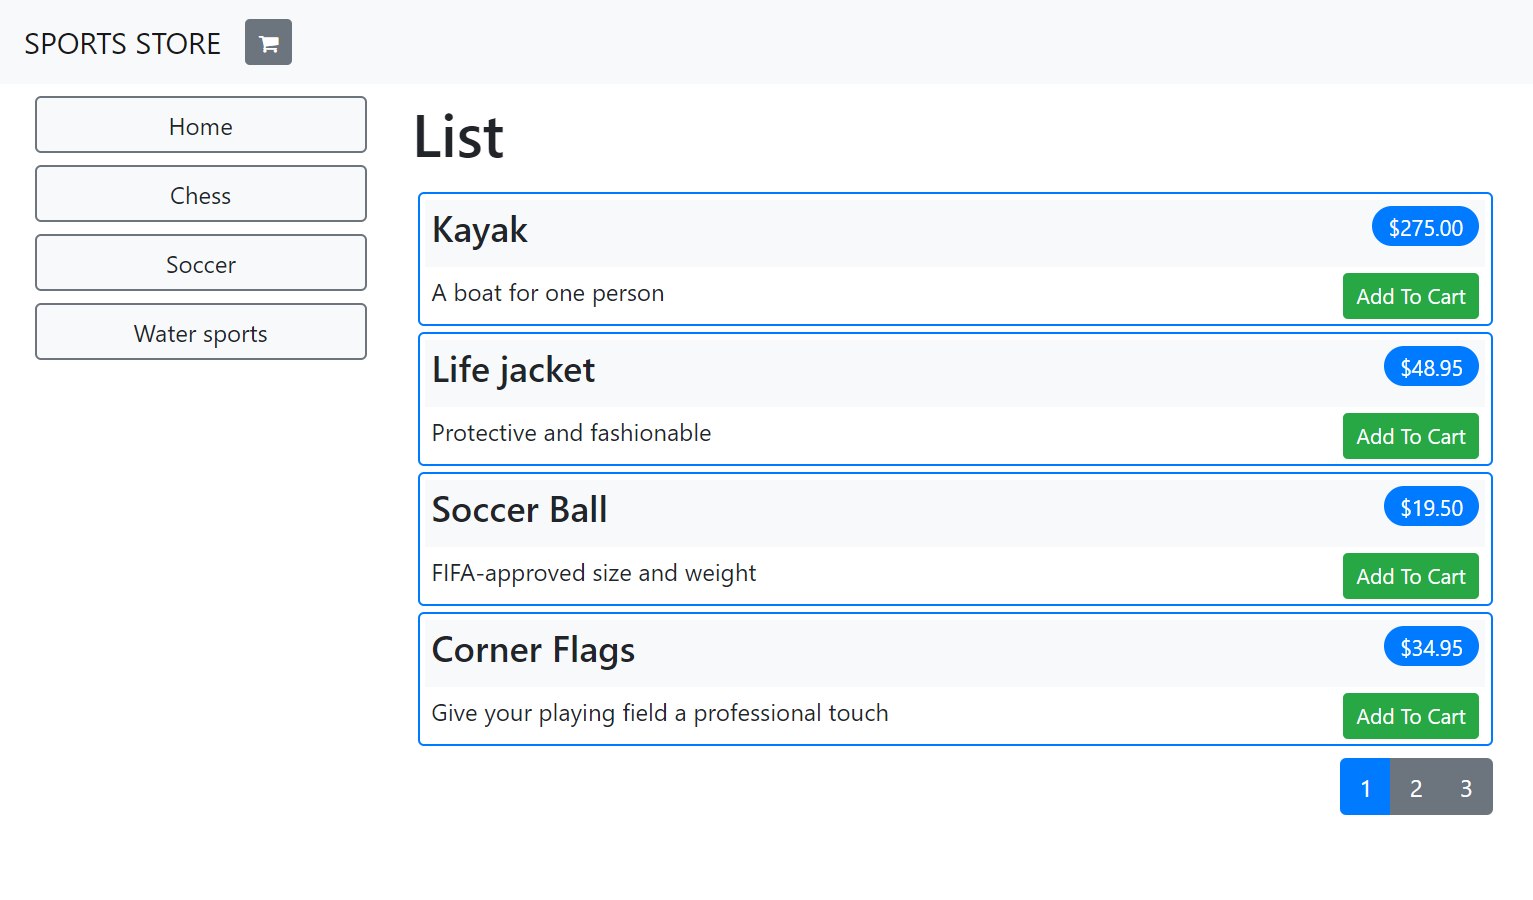 SPORTS STORE
Home
Chess
Soccer
Water sports
List
Kayak
$275.00
A boat for one person
Add To Cart
Life jacket
$48.95
Protective and fashionable
Add To Cart
Soccer Ball
$19.50
FIFA-approved size and weight
Add To Cart
Corner Flags
$34.95
Give your playing field a professional touch
Add To Cart
1 2 3